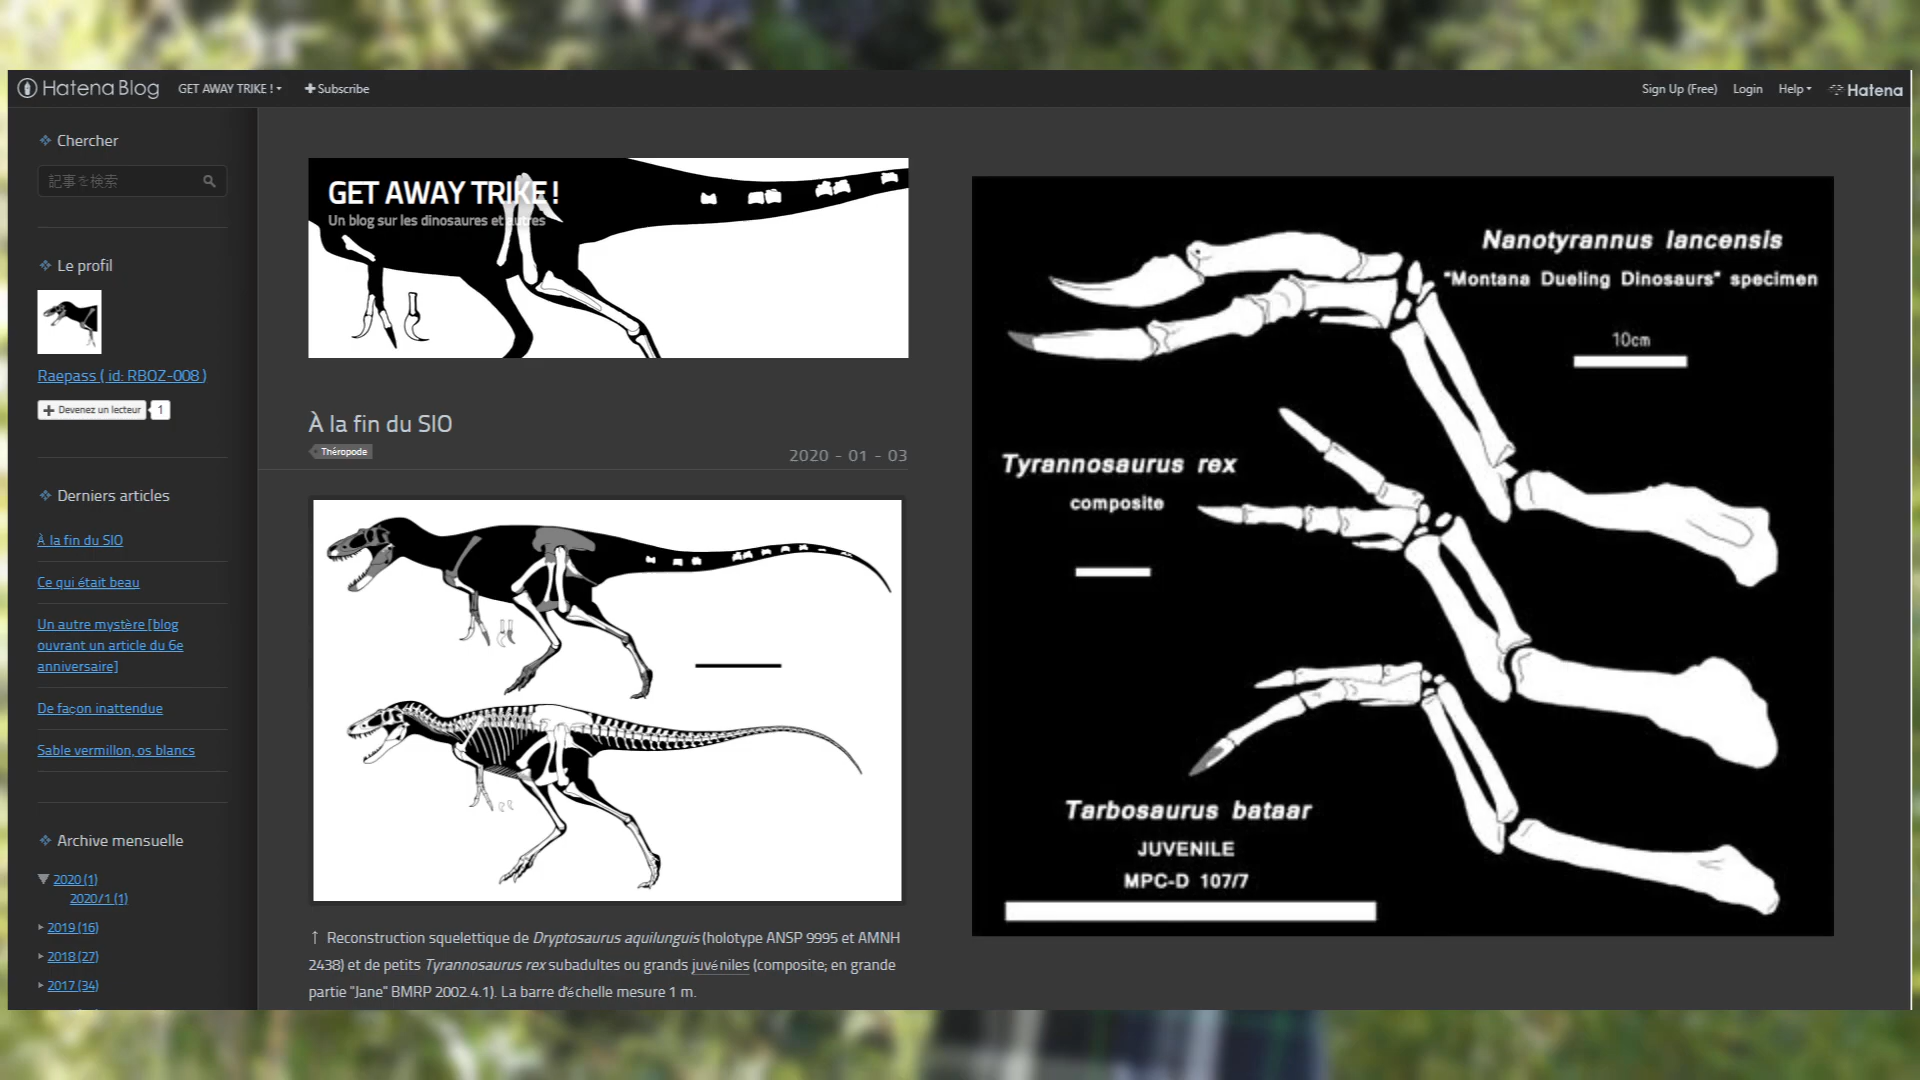 Hatena Blog
GET AWAY TRIKE !
Subscribe
Sign Up (Free)
Login
Help
Hatena
Chercher
記事を検索
Le profil
Raepass ( id: RBOZ-008 )
Devenez un lecteur
1
Derniers articles
À la fin du SIO
Ce qui était beau
Un autre mystère [blog
ouvrant un article du 6e
anniversaire]
De façon inattendue
Sable vermillon, os blancs
Archive mensuelle
2020 (1)
2020/1 (1)
2019 (16)
2018 (27)
2017 (34)
GET AWAY TRIKE !
Un blog sur les dinosaures et autres
À la fin du SIO
Théropode
2020 - 01 - 03
↑ Reconstruction squelettique de Dryptosaurus aquilunguis (holotype ANSP 9995 et AMNH
2438) et de petits Tyrannosaurus rex subadultes ou grands juvéniles (composite; en grande
partie "Jane" BMRP 2002.4.1). La barre d'échelle mesure 1 m.
Nanotyrannus lancensis
"Montana Dueling Dinosaurs" specimen
10cm
Tyrannosaurus rex
composite
Tarbosaurus bataar
JUVENILE
MPC-D 107/7